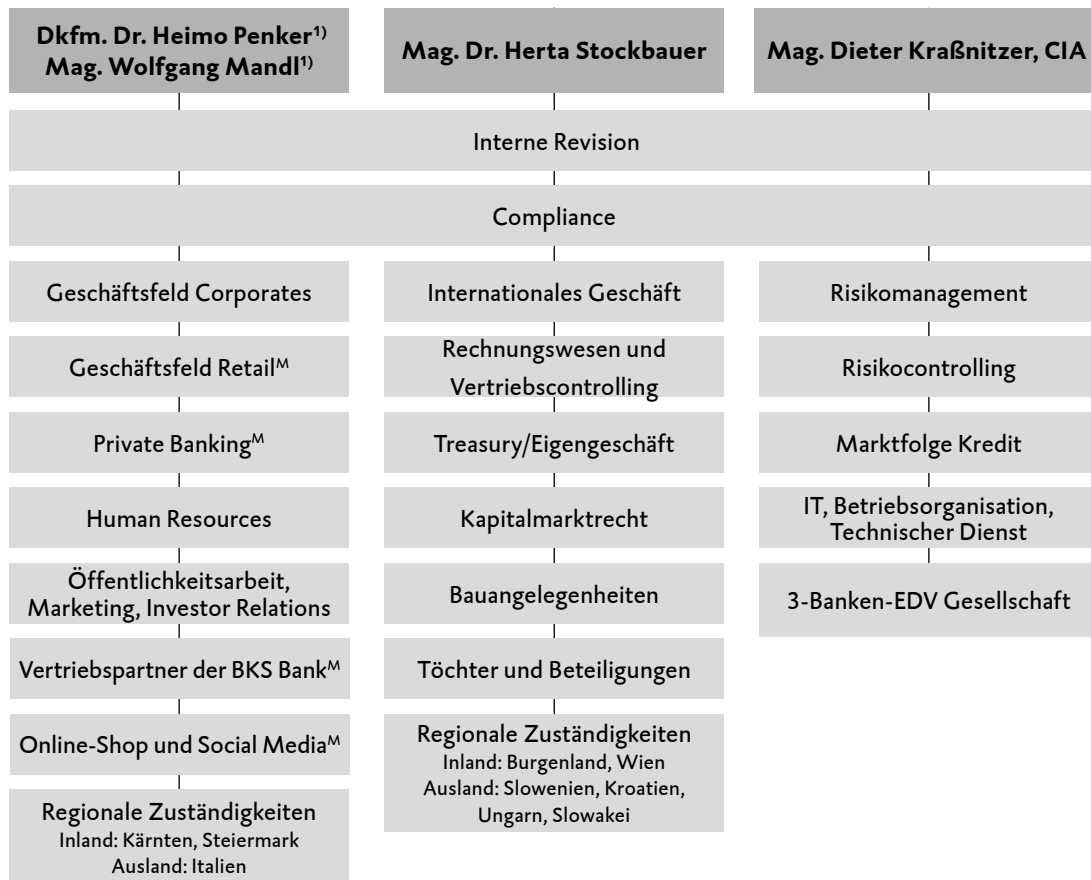 Dkfm. Dr. Heimo Penker¹⁾
Mag. Wolfgang Mandl¹⁾
Mag. Dr. Herta Stockbauer
Mag. Dieter Kraßnitzer, CIA
Interne Revision
Compliance
Geschäftsfeld Corporates
Geschäftsfeld Retailᴹ
Private Bankingᴹ
Human Resources
Öffentlichkeitsarbeit,
Marketing, Investor Relations
Vertriebspartner der BKS Bankᴹ
Online-Shop und Social Mediaᴹ
Regionale Zuständigkeiten
Inland: Kärnten, Steiermark
Ausland: Italien
Internationales Geschäft
Rechnungswesen und
Vertriebscontrolling
Treasury/Eigengeschäft
Kapitalmarktrecht
Bauangelegenheiten
Töchter und Beteiligungen
Regionale Zuständigkeiten
Inland: Burgenland, Wien
Ausland: Slowenien, Kroatien,
Ungarn, Slowakei
Risikomanagement
Risikocontrolling
Marktfolge Kredit
IT, Betriebsorganisation,
Technischer Dienst
3-Banken-EDV Gesellschaft